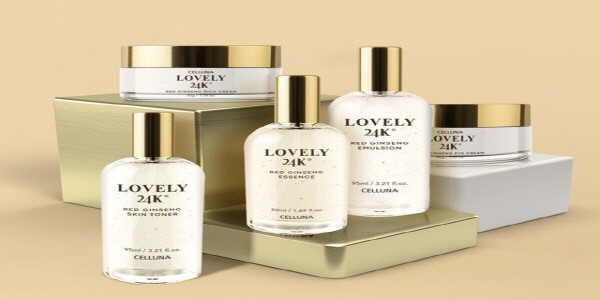 CELLUNA
LOVELY
24K®
RED GINSENG RICH CREAM
LOVELY
24K®
RED GINSENG
SKIN TONER
95ml / 3.21 fl.oz.
CELLUNA
LOVELY
24K®
RED GINSENG
ESSENCE
CELLUNA
LOVELY
24K®
RED GINSENG
EMULSION
95ml / 3.21 fl.oz.
CELLUNA
CELLUNA
LOVELY
24K®
GINSENG EYE CREAM